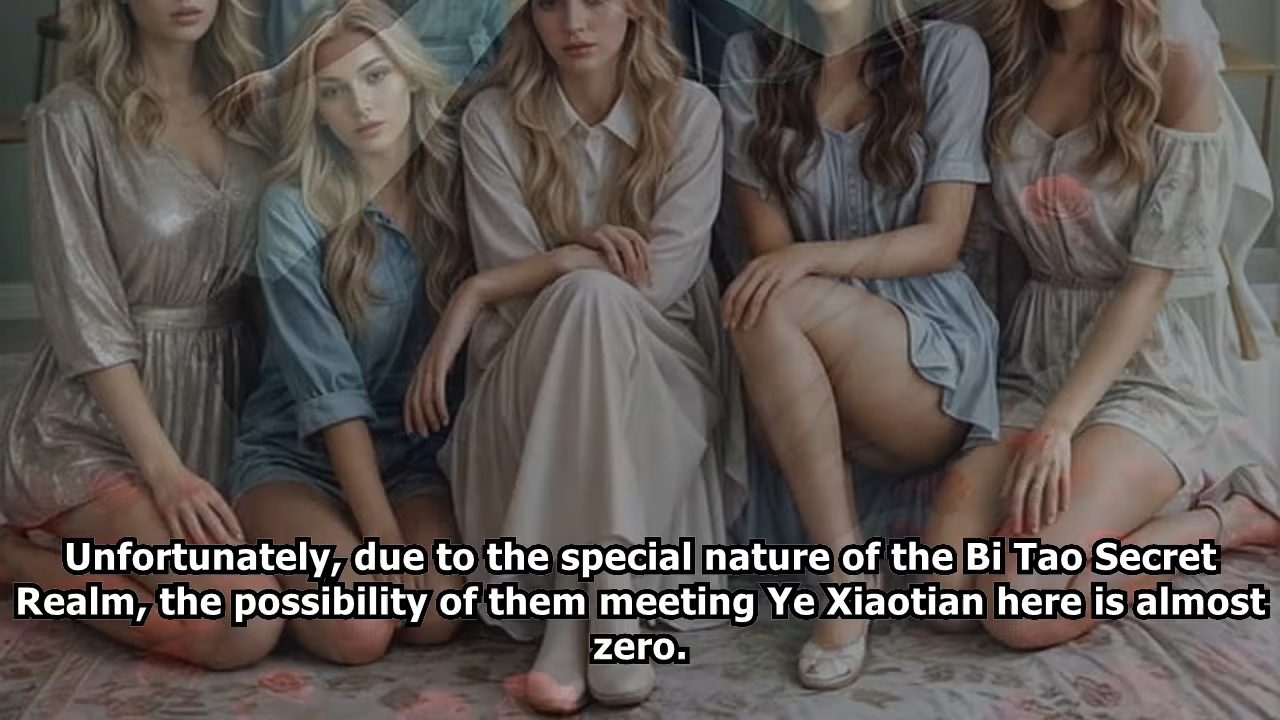 Unfortunately, due to the special nature of the Bi Tao Secret
Realm, the possibility of them meeting Ye Xiaotian here is almost
zero.